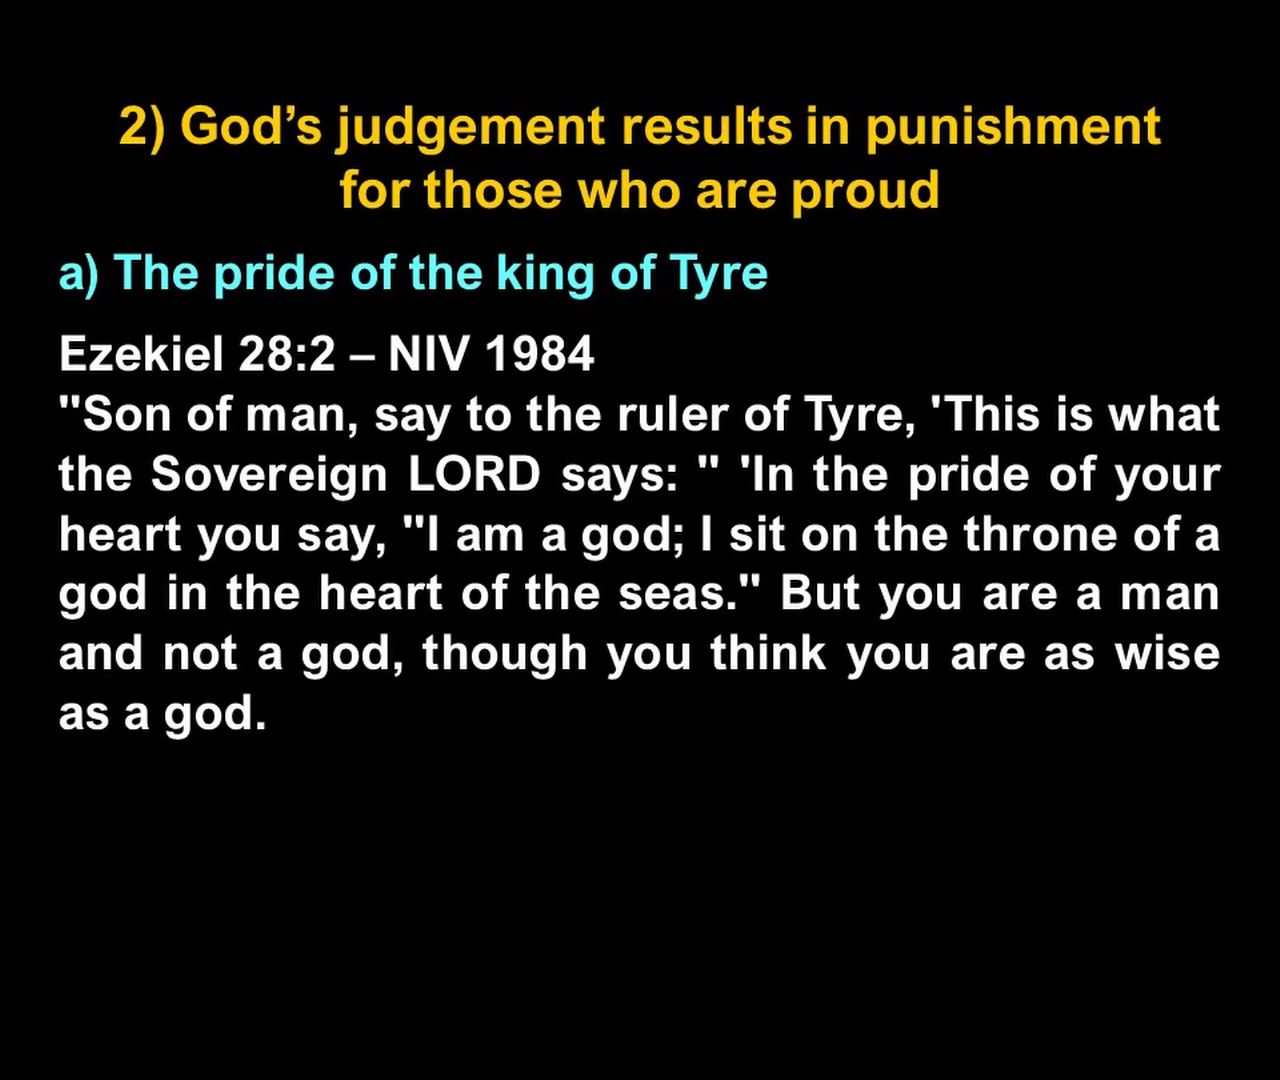 2) God’s judgement results in punishment
for those who are proud
a) The pride of the king of Tyre
Ezekiel 28:2 – NIV 1984
"Son of man, say to the ruler of Tyre, 'This is what
the Sovereign LORD says: " 'In the pride of your
heart you say, "I am a god; I sit on the throne of a
god in the heart of the seas." But you are a man
and not a god, though you think you are as wise
as a god.